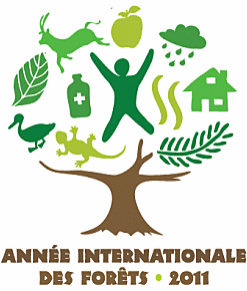 ANNÉE INTERNATIONALE
DES FORÊTS • 2011